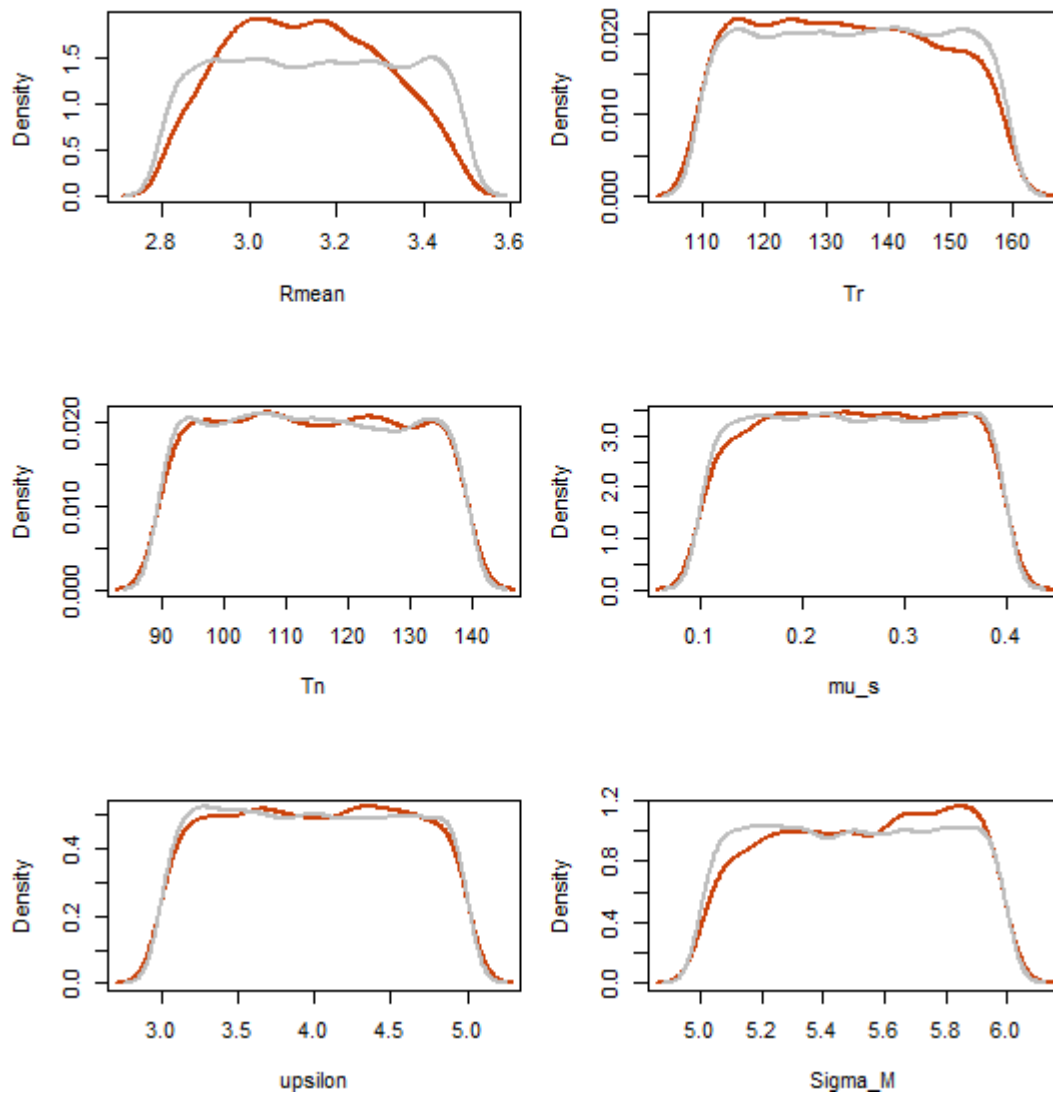 Density
0.0 0.5 1.0 1.5
2.8 3.0 3.2 3.4 3.6
Rmean
Density
0.000 0.010 0.020
110 120 130 140 150 160
Tr
Density
0.000 0.010 0.020
90 100 110 120 130 140
Tn
Density
0.0 1.0 2.0 3.0
0.1 0.2 0.3 0.4
mu_s
Density
0.0 0.2 0.4
3.0 3.5 4.0 4.5 5.0
upsilon
Density
0.0 0.4 0.8 1.2
5.0 5.2 5.4 5.6 5.8 6.0
Sigma_M